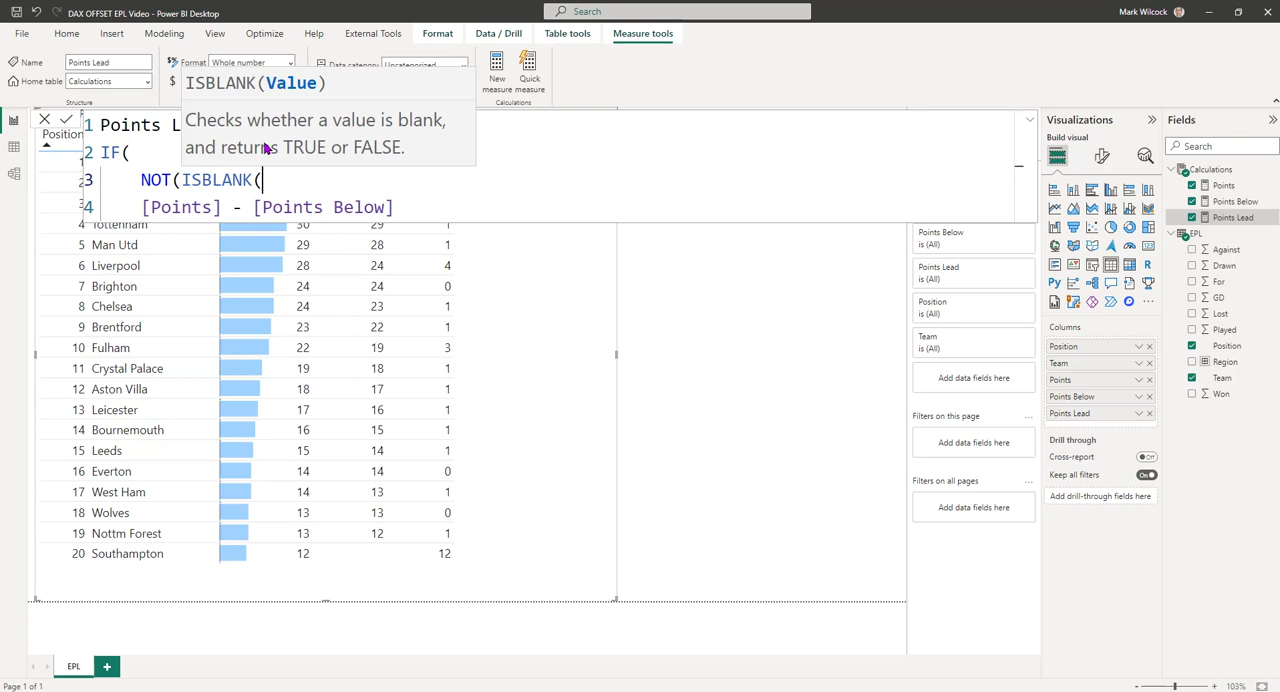 DAX OFFSET EPL Video - Power BI Desktop
Search
Mark Wilcock
File
Home
Insert
Modeling
View
Optimize
Help
External Tools
Format
Data / Drill
Table tools
Measure tools
Name
Points Lead
Home table
Calculations
Structure
Format
Whole number
$
Data category
Uncategorized
New measure
Quick measure
Calculations
ISBLANK(Value)
Checks whether a value is blank,
and returns TRUE or FALSE.
1 Points L
2 IF(
3 NOT(ISBLANK(
4 [Points] - [Points Below]
Position
4 Tottenham 30 29 1
5 Man Utd 29 28 1
6 Liverpool 28 24 4
7 Brighton 24 24 0
8 Chelsea 24 23 1
9 Brentford 23 22 1
10 Fulham 22 19 3
11 Crystal Palace 19 18 1
12 Aston Villa 18 17 1
13 Leicester 17 16 1
14 Bournemouth 16 15 1
15 Leeds 15 14 1
16 Everton 14 14 0
17 West Ham 14 13 1
18 Wolves 13 13 0
19 Nottm Forest 13 12 1
20 Southampton 12 12
Points Below
is (All)
Points Lead
is (All)
Position
is (All)
Team
is (All)
Add data fields here
Filters on this page
Add data fields here
Filters on all pages
Add data fields here
Visualizations
Build visual
Columns
Position
Team
Points
Points Below
Points Lead
Drill through
Cross-report
Off
Keep all filters
On
Add drill-through fields here
Fields
Search
Calculations
Points
Points Below
Points Lead
EPL
Against
Drawn
For
GD
Lost
Played
Position
Region
Team
Won
EPL
Page 1 of 1
103%